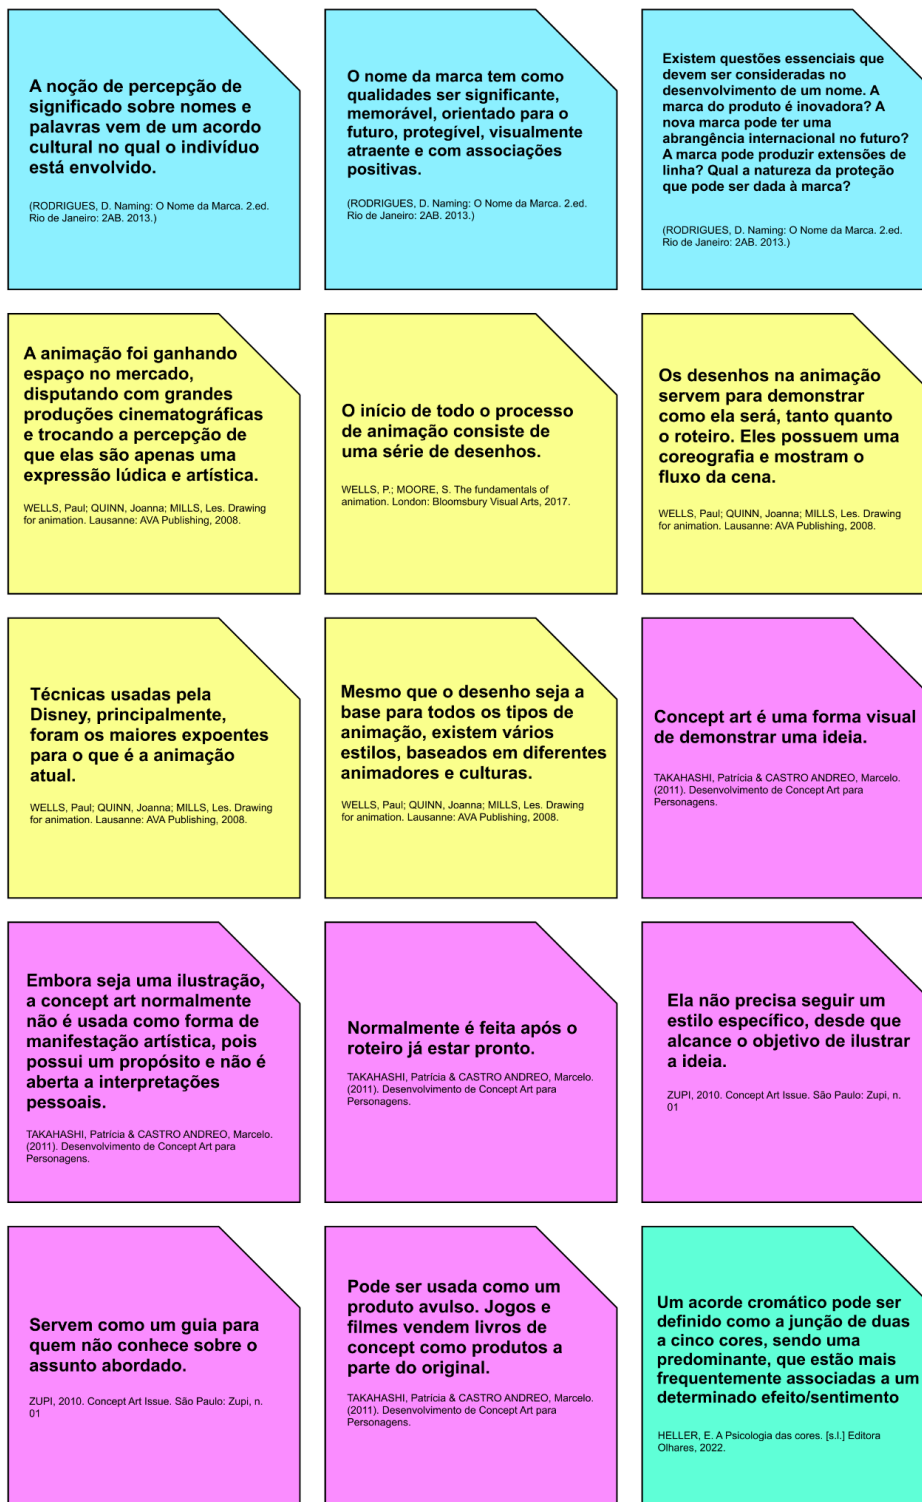 A noção de percepção de
significado sobre nomes e
palavras vem de um acordo
cultural no qual o indivíduo
está envolvido.
(RODRIGUES, D. Naming: O Nome da Marca. 2.ed.
Rio de Janeiro: 2AB. 2013.)
O nome da marca tem como
qualidades ser significante,
memorável, orientado para o
futuro, protegível, visualmente
atraente e com associações
positivas.
(RODRIGUES, D. Naming: O Nome da Marca. 2.ed.
Rio de Janeiro: 2AB. 2013.)
Existem questões essenciais que
devem ser consideradas no
desenvolvimento de um nome. A
marca do produto é inovadora? A
nova marca pode ter uma
abrangência internacional no futuro?
A marca pode produzir extensões de
linha? Qual a natureza da proteção
que pode ser dada à marca?
(RODRIGUES, D. Naming: O Nome da Marca. 2.ed.
Rio de Janeiro: 2AB. 2013.)
A animação foi ganhando
espaço no mercado,
disputando com grandes
produções cinematográficas
e trocando a percepção de
que elas são apenas uma
expressão lúdica e artística.
WELLS, Paul; QUINN, Joanna; MILLS, Les. Drawing
for animation. Lausanne: AVA Publishing, 2008.
O início de todo o processo
de animação consiste de
uma série de desenhos.
WELLS, P.; MOORE, S. The fundamentals of
animation. London: Bloomsbury Visual Arts, 2017.
Os desenhos na animação
servem para demonstrar
como ela será, tanto quanto
o roteiro. Eles possuem uma
coreografia e mostram o
fluxo da cena.
WELLS, Paul; QUINN, Joanna; MILLS, Les. Drawing
for animation. Lausanne: AVA Publishing, 2008.
Técnicas usadas pela
Disney, principalmente,
foram os maiores expoentes
para o que é a animação
atual.
WELLS, Paul; QUINN, Joanna; MILLS, Les. Drawing
for animation. Lausanne: AVA Publishing, 2008.
Mesmo que o desenho seja a
base para todos os tipos de
animação, existem vários
estilos, baseados em diferentes
animadores e culturas.
WELLS, Paul; QUINN, Joanna; MILLS, Les. Drawing
for animation. Lausanne: AVA Publishing, 2008.
Concept art é uma forma visual
de demonstrar uma ideia.
TAKAHASHI, Patrícia & CASTRO ANDREO, Marcelo.
(2011). Desenvolvimento de Concept Art para
Personagens.
Embora seja uma ilustração,
a concept art normalmente
não é usada como forma de
manifestação artística, pois
possui um propósito e não é
aberta a interpretações
pessoais.
TAKAHASHI, Patrícia & CASTRO ANDREO, Marcelo.
(2011). Desenvolvimento de Concept Art para
Personagens.
Normalmente é feita após o
roteiro já estar pronto.
TAKAHASHI, Patrícia & CASTRO ANDREO, Marcelo.
(2011). Desenvolvimento de Concept Art para
Personagens.
Ela não precisa seguir um
estilo específico, desde que
alcance o objetivo de ilustrar
a ideia.
ZUPI, 2010. Concept Art Issue. São Paulo: Zupi, n.
01
Servem como um guia para
quem não conhece sobre o
assunto abordado.
ZUPI, 2010. Concept Art Issue. São Paulo: Zupi, n.
01
Pode ser usada como um
produto avulso. Jogos e
filmes vendem livros de
concept como produtos a
parte do original.
TAKAHASHI, Patrícia & CASTRO ANDREO, Marcelo.
(2011). Desenvolvimento de Concept Art para
Personagens.
Um acorde cromático pode ser
definido como a junção de duas
a cinco cores, sendo uma
predominante, que estão mais
frequentemente associadas a um
determinado efeito/sentimento
HELLER, E. A Psicologia das cores. [s.l.] Editora
Olhares, 2022.